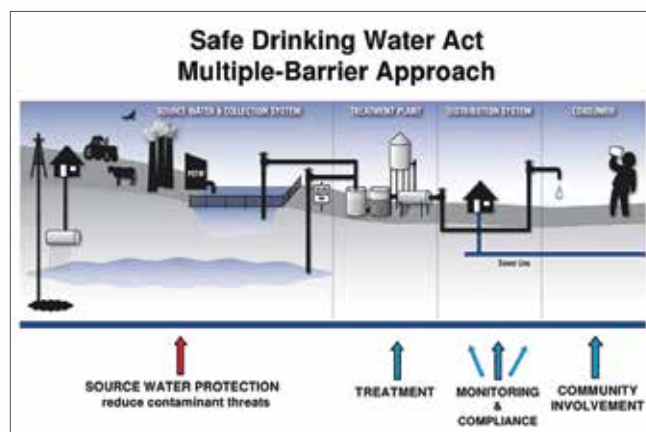 Safe Drinking Water Act
Multiple-Barrier Approach
SOURCE WATER & COLLECTION SYSTEM
TREATMENT PLANT
DISTRIBUTION SYSTEM
CONSUMER
Sewer Line
SOURCE WATER PROTECTION
reduce contaminant threats
TREATMENT
MONITORING
&
COMPLIANCE
COMMUNITY
INVOLVEMENT